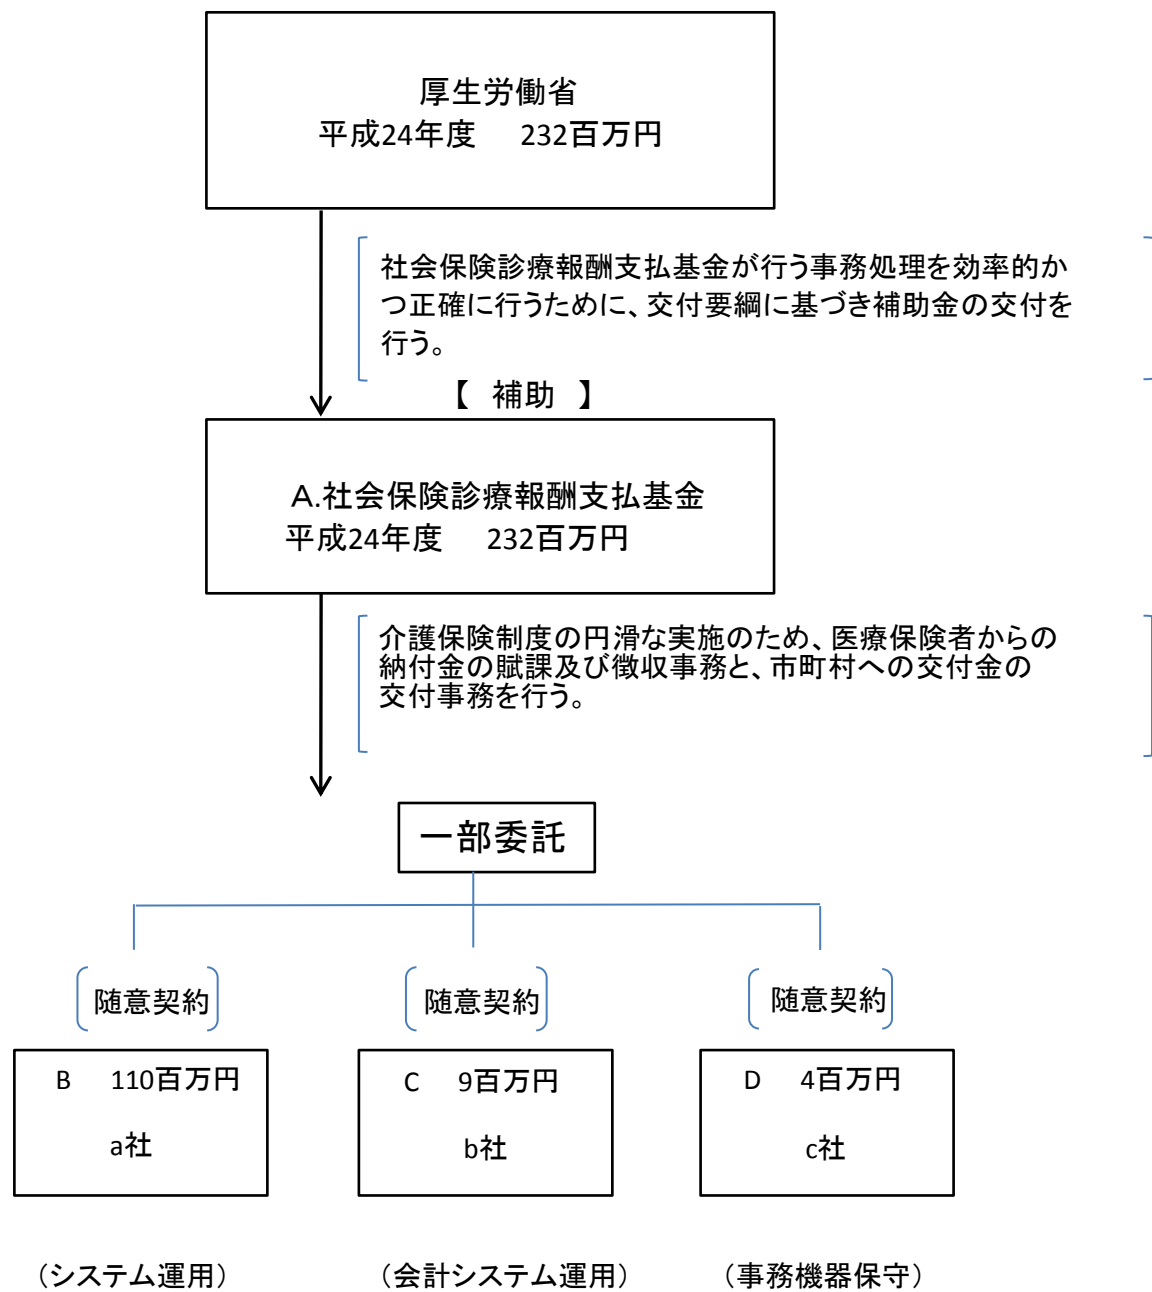 厚生労働省
平成24年度　232百万円
社会保険診療報酬支払基金が行う事務処理を効率的か
つ正確に行うために、交付要綱に基づき補助金の交付を
行う。
【　補助　】
Ａ.社会保険診療報酬支払基金
平成24年度　232百万円
介護保険制度の円滑な実施のため、医療保険者からの
納付金の賦課及び徴収事務と、市町村への交付金の
交付事務を行う。
一部委託
随意契約
随意契約
随意契約
B　110百万円
a社
C　9百万円
b社
D　4百万円
c社
（システム運用）
（会計システム運用）
（事務機器保守）